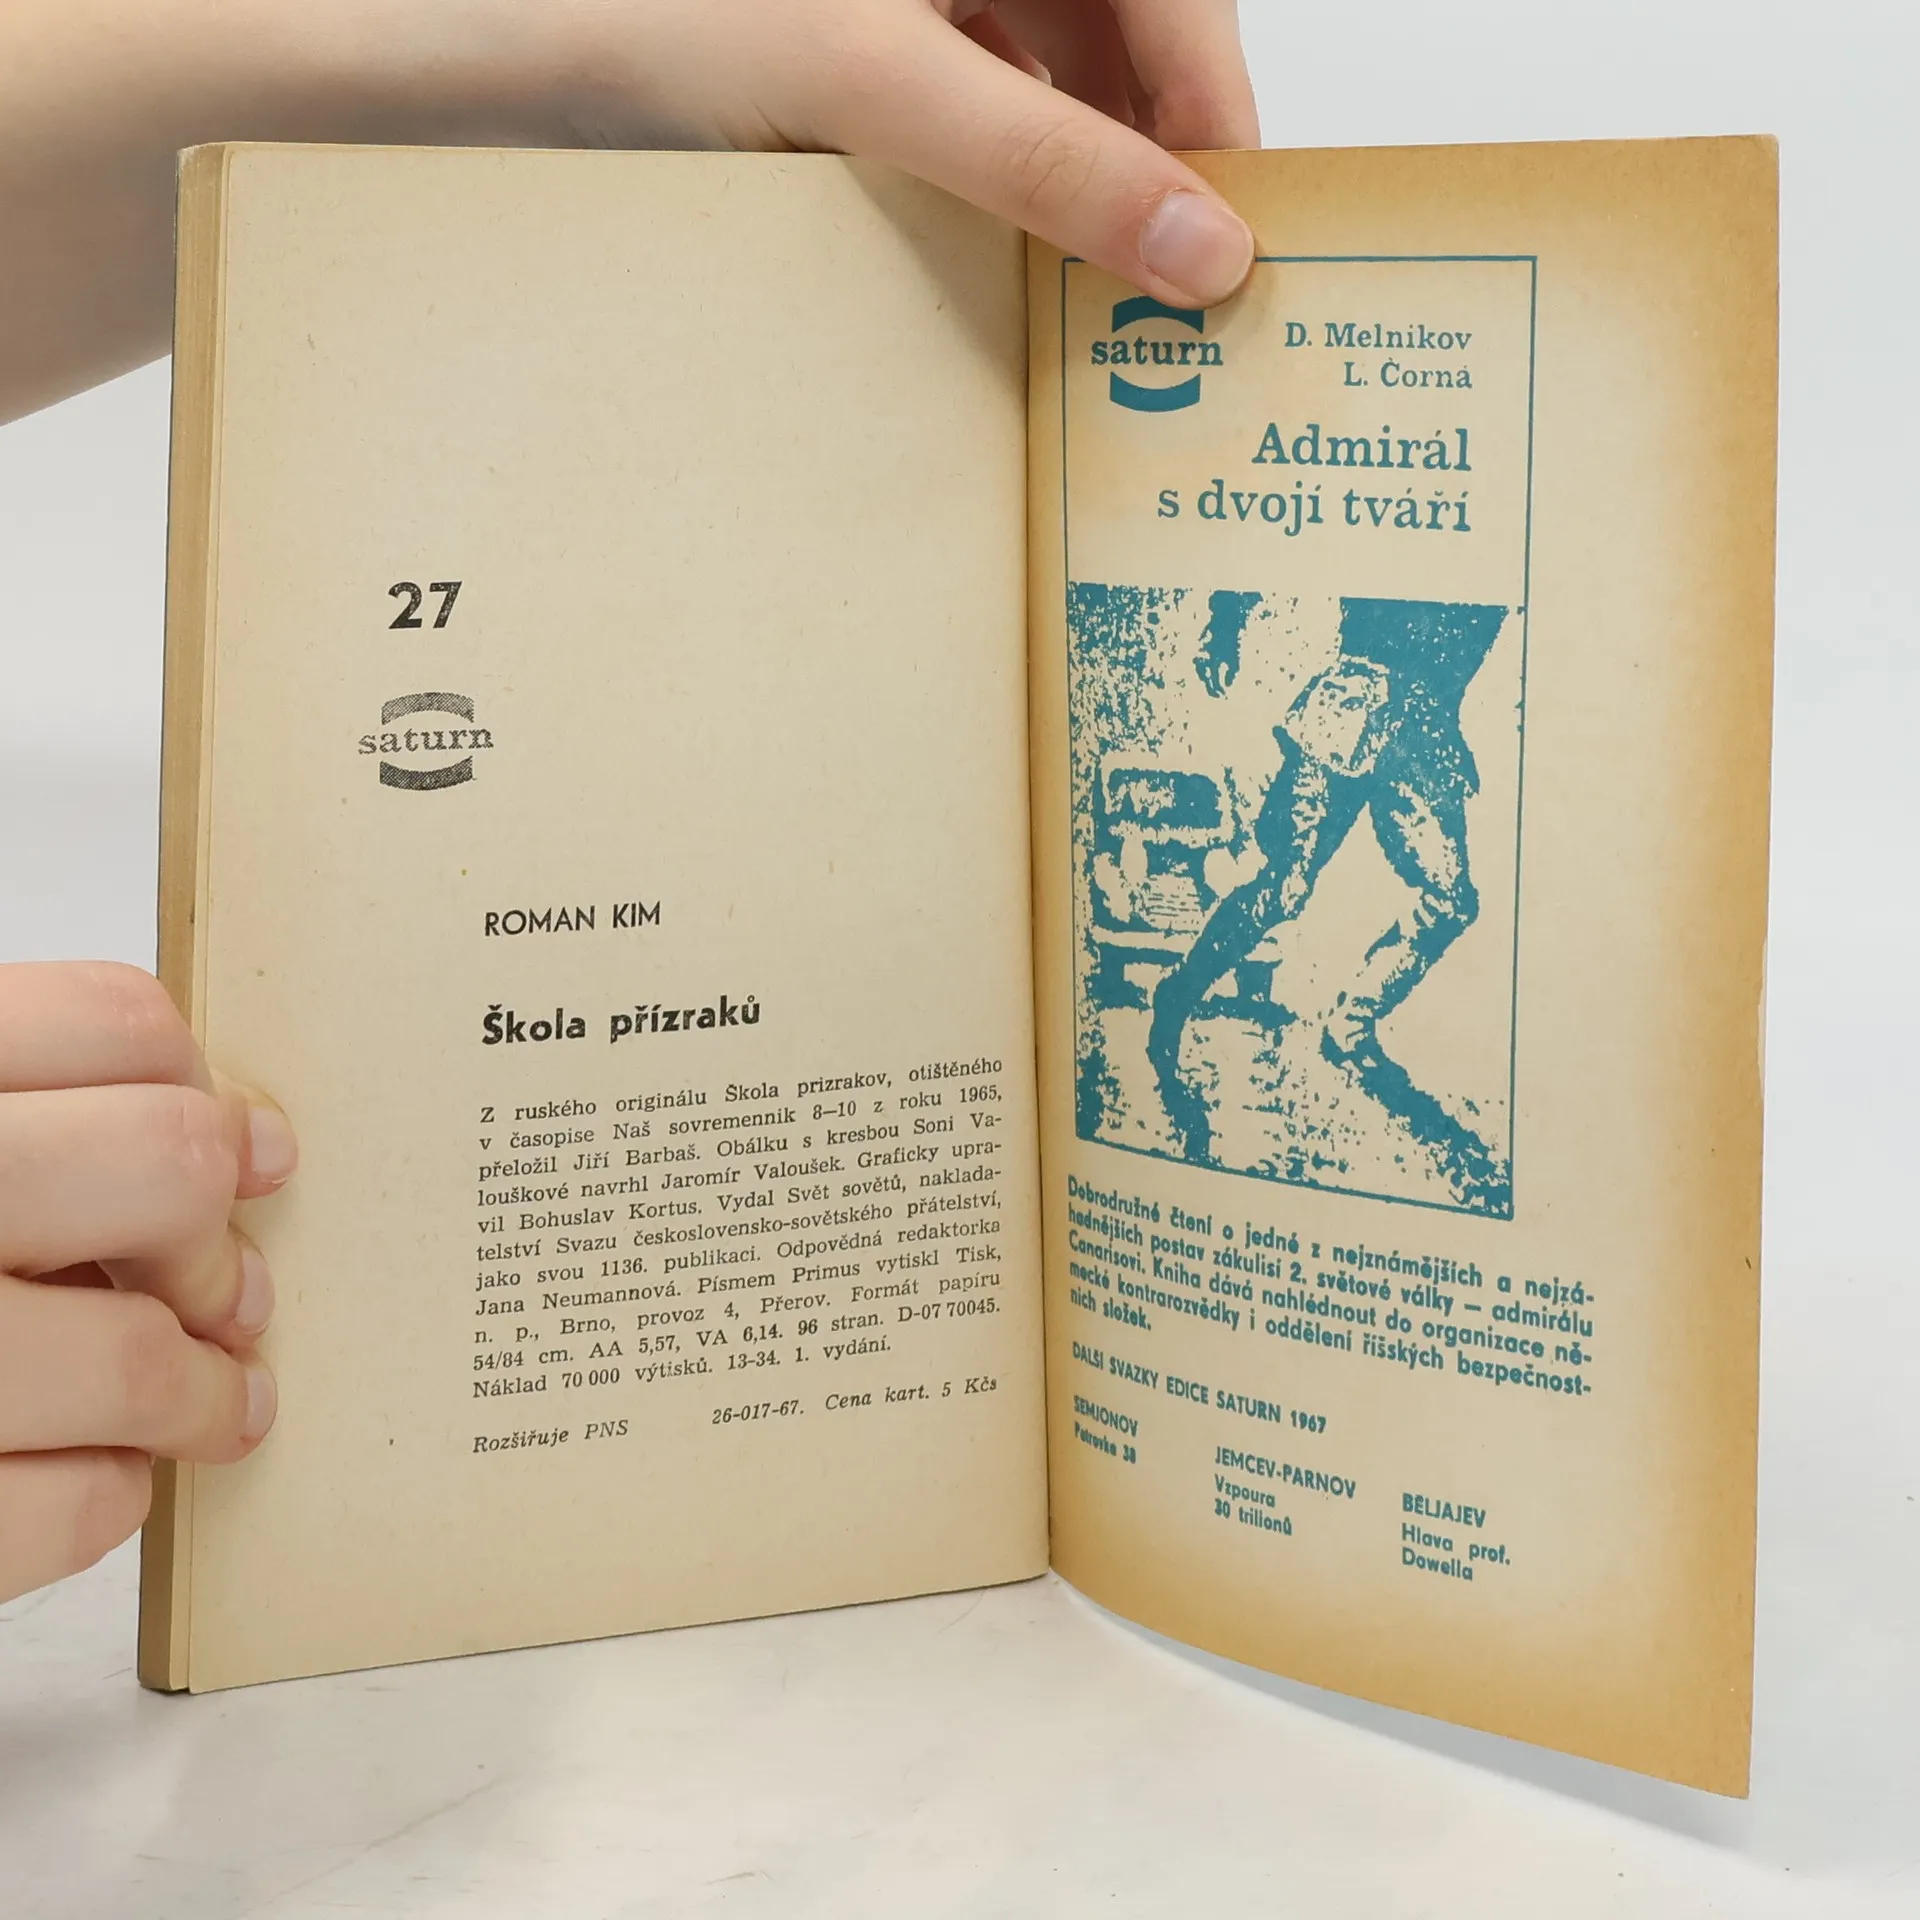 27
saturn
ROMAN KIM
Škola přízraků
Z ruského originálu Škola prizrakov, otištěného
v časopise Naš sovremennik 8—10 z roku 1965,
přeložil Jiří Barbaš. Obálku s kresbou Soni Va-
louškové navrhl Jaromír Valoušek. Graficky upra-
vil Bohuslav Kortus. Vydal Svět sovětů, naklada-
telství Svazu československo-sovětského přátelství,
jako svou 1136. publikaci. Odpovědná redaktorka
Jana Neumannová. Písmem Primus vytiskl Tisk,
n. p., Brno, provoz 4, Přerov. Formát papíru
54/84 cm. AA 5,57, VA 6,14. 96 stran. D-07 70045.
Náklad 70 000 výtisků. 13-34. 1. vydání.
Rozšiřuje PNS 26-017-67. Cena kart. 5 Kčs
saturn
D. Melnikov
L. Čorná
Admirál
s dvojí tváří
Dobrodružné čtení o jedné z nejznámějších a nejzá-
hadnějších postav zákulisí 2. světové války — admirálu
Canarisovi. Kniha dává nahlédnout do organizace ně-
mecké kontrarozvědky i oddělení říšských bezpečnost-
ních složek.
DALŠÍ SVAZKY EDICE SATURN 1967
SEMJONOV
Petrovka 38
JEMCEV-PARNOV
Vzpoura
30 trilionů
BĚLJAJEV
Hlava prof.
Dowella